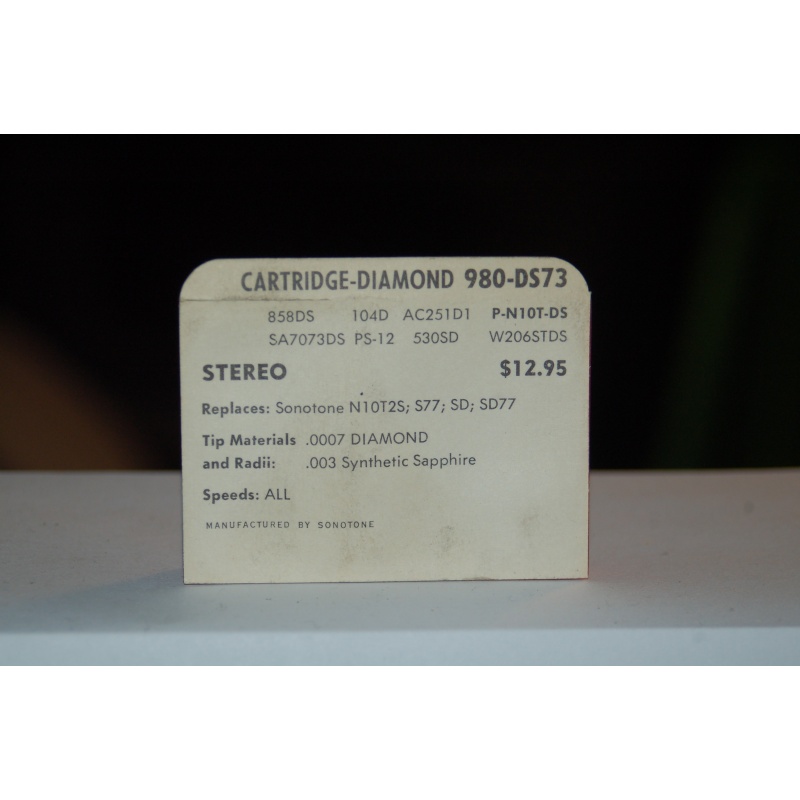 CARTRIDGE-DIAMOND 980-DS73
858DS 104D AC251D1 P-N10T-DS
SA7073DS PS-12 530SD W206STDS
STEREO $12.95
Replaces: Sonotone N10T2S; S77; SD; SD77
Tip Materials .0007 DIAMOND
and Radii: .003 Synthetic Sapphire
Speeds: ALL
MANUFACTURED BY SONOTONE